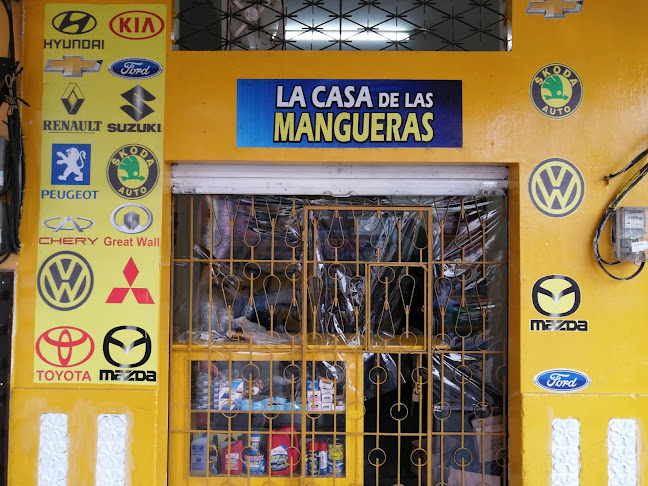 HYUNDAI KIA
Ford
RENAULT SUZUKI
PEUGEOT ŠKODA AUTO
CHERY Great Wall
TOYOTA mazda
LA CASA DE LAS
MANGUERAS
KIA
ŠKODA
AUTO
mazda
Ford